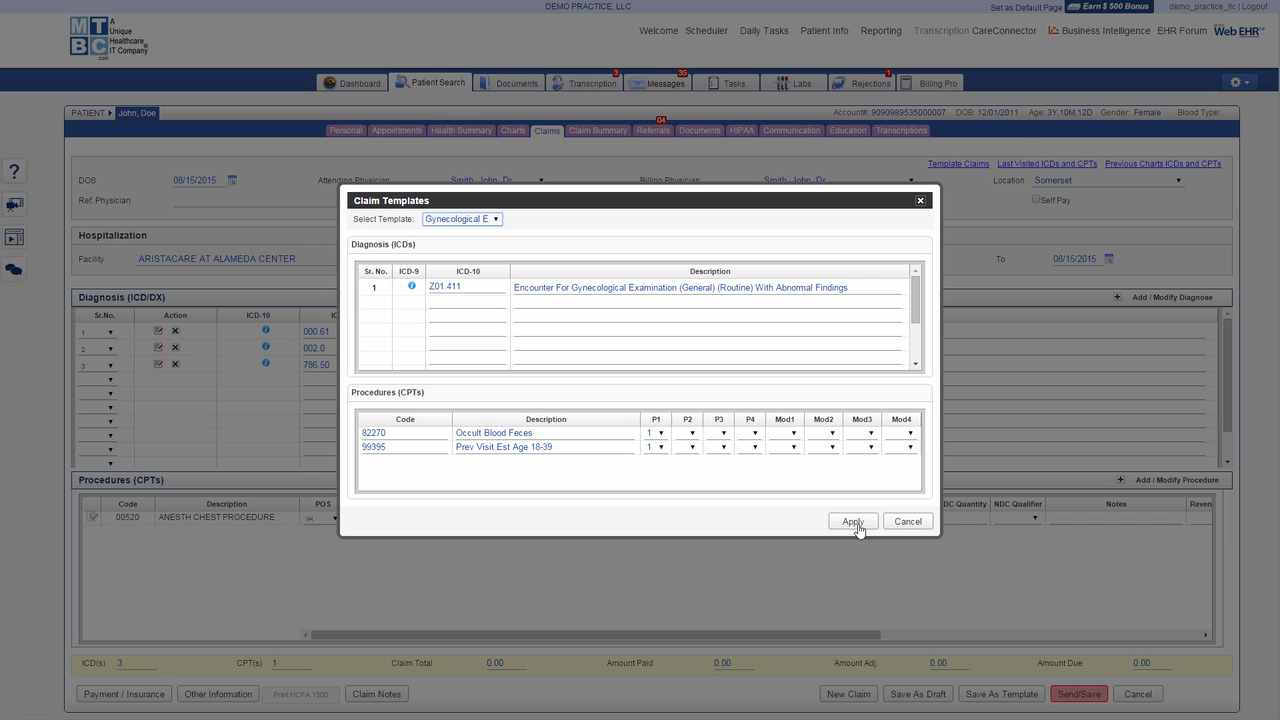 DEMO PRACTICE, LLC
Set as Default Page
Earn $ 500 Bonus
demo_practice_llc | Logout
MTBC.com
A Unique Healthcare IT Company
Welcome Scheduler Daily Tasks Patient Info Reporting Transcription CareConnector Business Intelligence EHR Forum Web EHR
Dashboard Patient Search Documents Transcription 3 Messages 35 Tasks Labs Rejections 1 Billing Pro
PATIENT John, Doe Account#: 9090989535000007 DOB: 12/01/2011 Age: 3Y,10M,12D Gender: Female Blood Type:
04
Personal Appointments Health Summary Charts Claims Claim Summary Referrals Documents HIPAA Communication Education Transcriptions
Template Claims Last Visited ICDs and CPTs Previous Charts ICDs and CPTs
DOS 08/15/2015 Attending Physician Smith, John, Dr. Billing Physician Smith, John, Dr. Location Somerset
Ref. Physician Self Pay
Hospitalization
Facility ARISTACARE AT ALAMEDA CENTER To 08/15/2015
Diagnosis (ICD/DX) Add / Modify Diagnose
Sr.No. Action ICD-10
1 000.61
2 002.0
3 786.50
Procedures (CPTs) Add / Modify Procedure
Code Description POS NDC Qualifier Notes
00520 ANESTH CHEST PROCEDURE
Claim Templates
Select Template: Gynecological E
Diagnosis (ICDs)
Sr. No. ICD-9 ICD-10 Description
1 Z01.411 Encounter For Gynecological Examination (General) (Routine) With Abnormal Findings
Procedures (CPTs)
Code Description P1 P2 P3 P4 Mod1 Mod2 Mod3 Mod4
82270 Occult Blood Feces 1
99395 Prev Visit Est Age 18-39 1
Apply Cancel
ICD(s) 3 CPT(s) 1 Claim Total 0.00 Amount Paid 0.00 Amount Adj. 0.00 Amount Due 0.00
Payment / Insurance Other Information Print HCFA 1500 Claim Notes New Claim Save As Draft Save As Template Send/Save Cancel